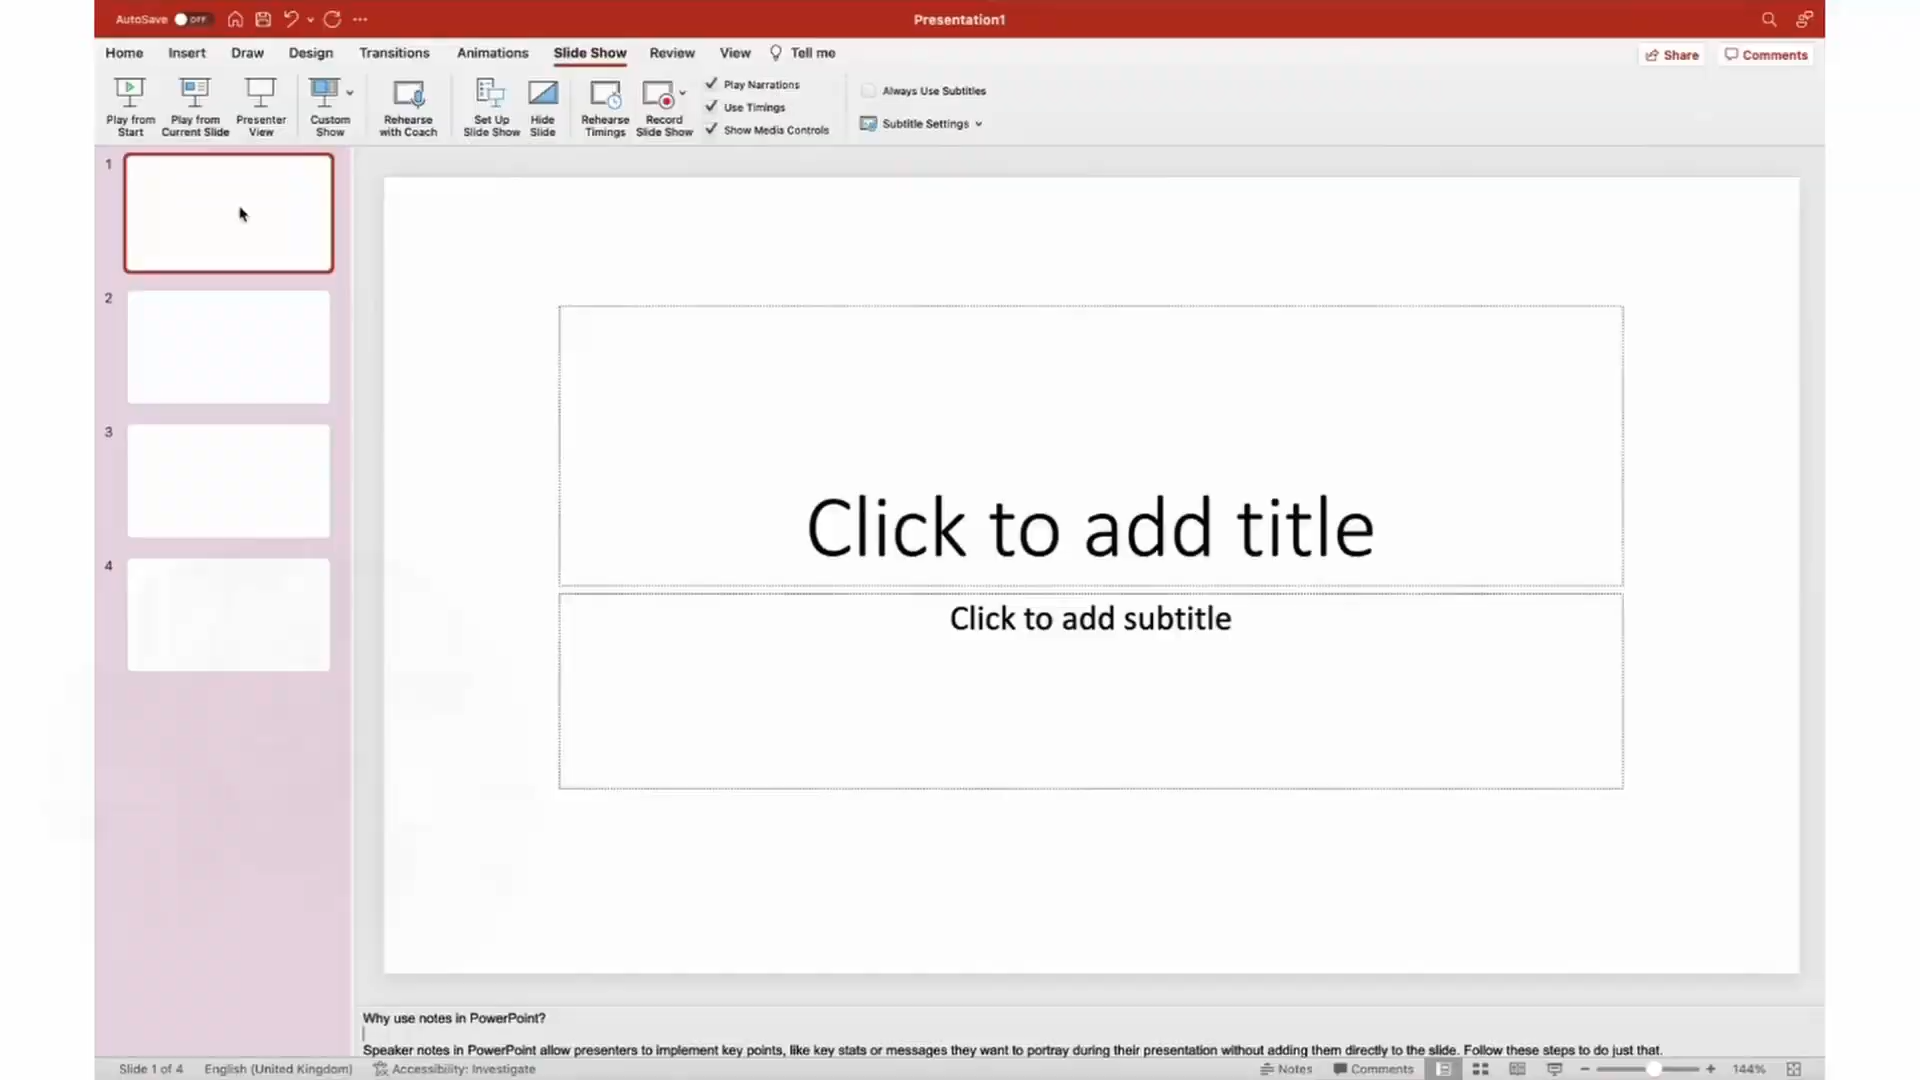 AutoSave OFF
Presentation1
Home Insert Draw Design Transitions Animations Slide Show Review View Tell me
Share Comments
Play from Start
Play from Current Slide
Presenter View
Custom Show
Rehearse with Coach
Set Up Slide Show
Hide Slide
Rehearse Timings
Record Slide Show
Play Narrations
Use Timings
Show Media Controls
Always Use Subtitles
Subtitle Settings
1
2
3
4
Click to add title
Click to add subtitle
Why use notes in PowerPoint?
Speaker notes in PowerPoint allow presenters to implement key points, like key stats or messages they want to portray during their presentation without adding them directly to the slide. Follow these steps to do just that.
Slide 1 of 4 English (United Kingdom) Accessibility: Investigate Notes Comments 144%